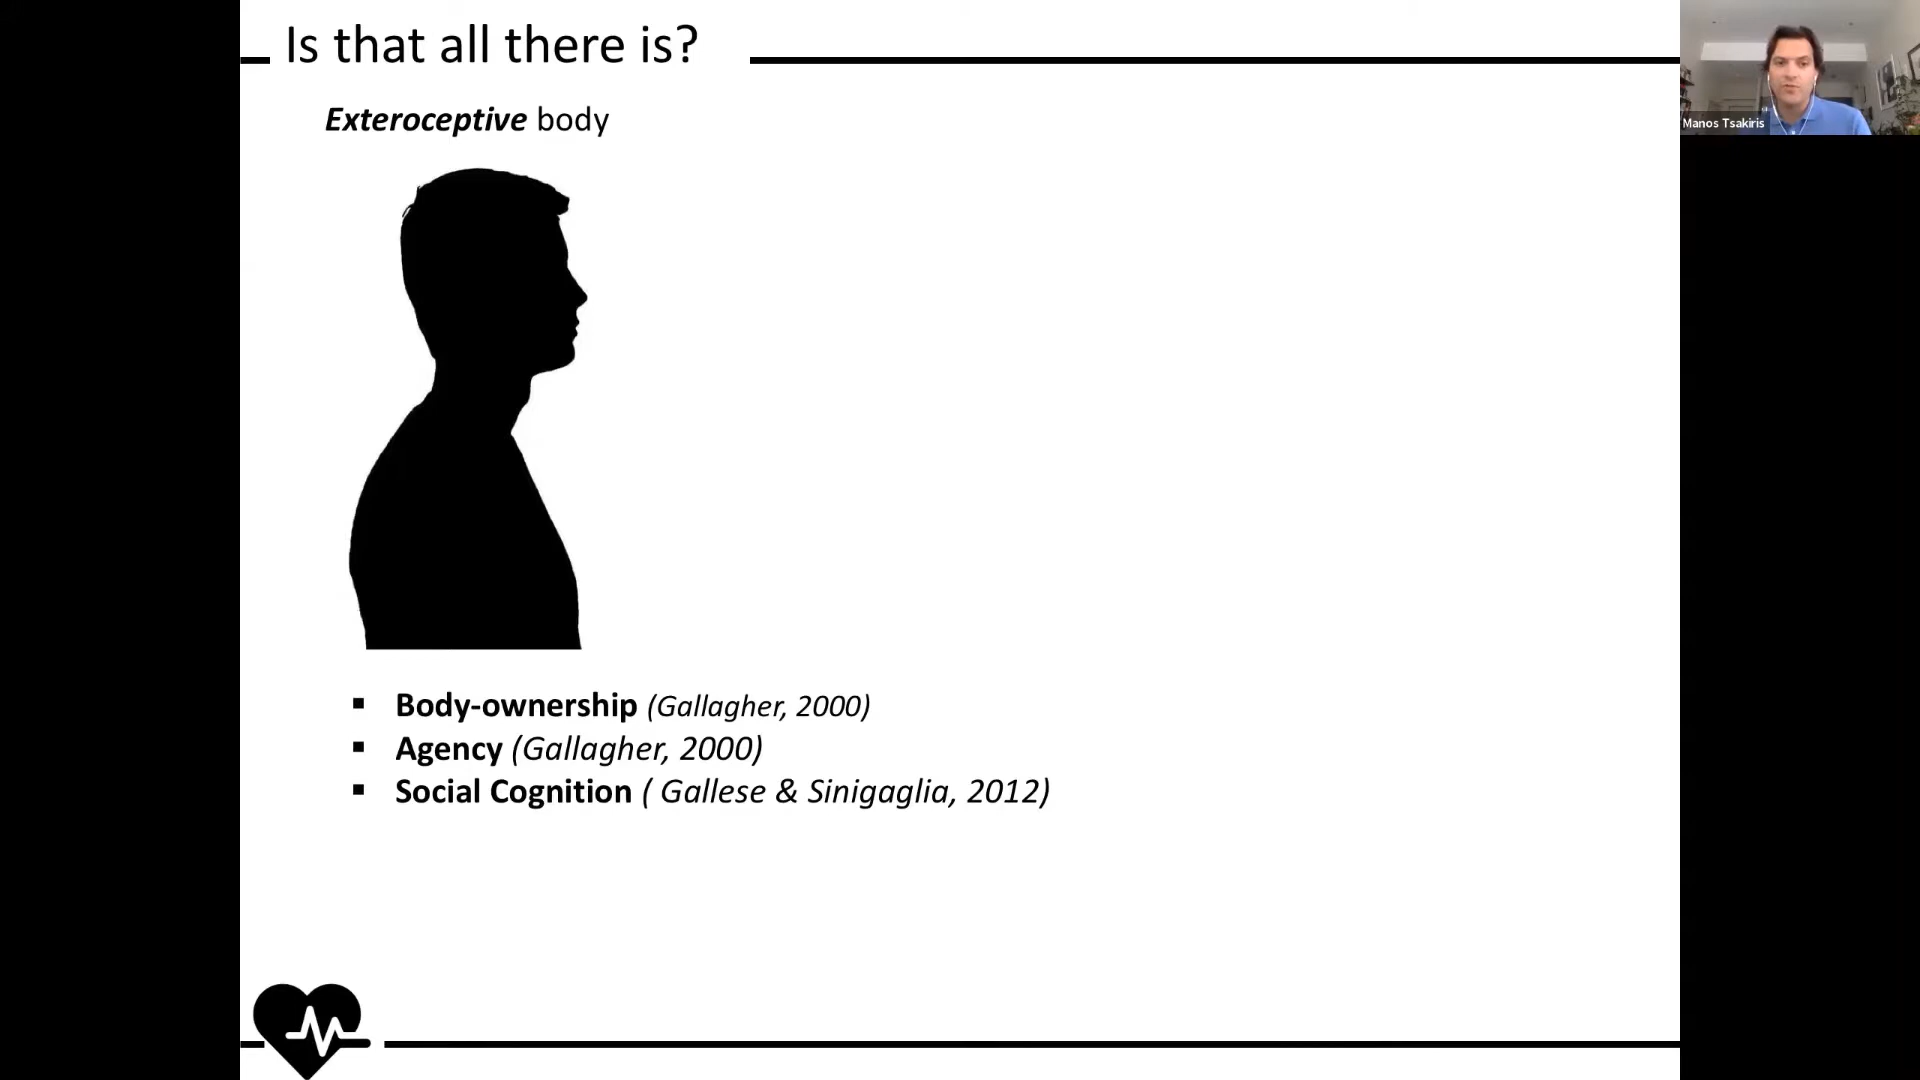 Is that all there is?
Exteroceptive body
▪ Body-ownership (Gallagher, 2000)
▪ Agency (Gallagher, 2000)
▪ Social Cognition ( Gallese & Sinigaglia, 2012)
Manos Tsakiris